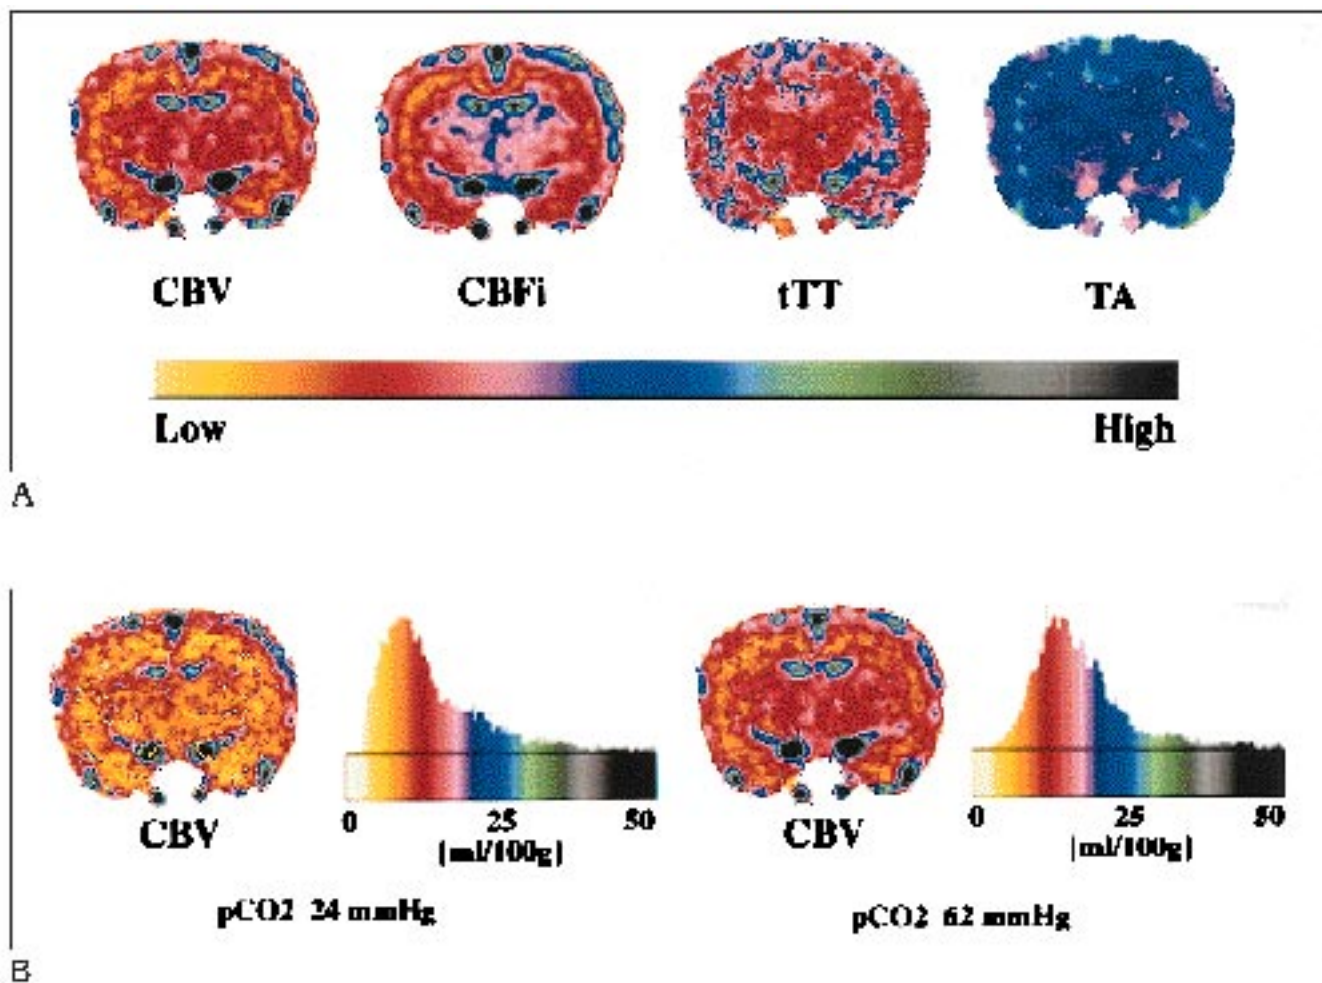 CBV CBFi tTT TA
Low High
A
0 25 50 0 25 50
CBV (ml/100g) CBV (ml/100g)
pCO2 24 mmHg pCO2 62 mmHg
B